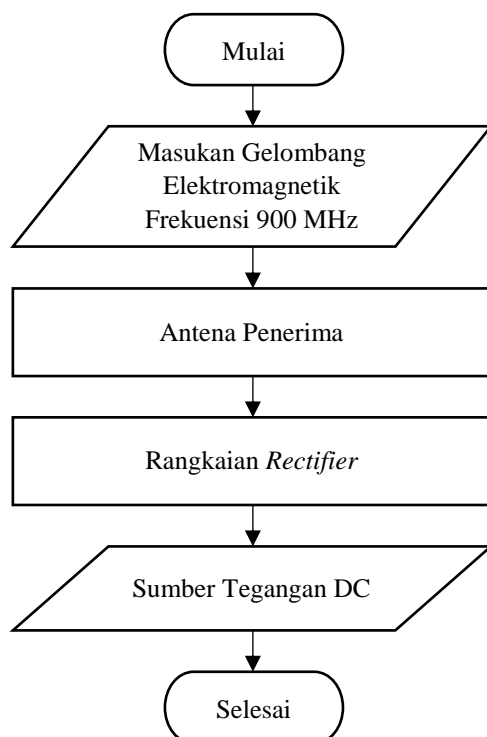 Mulai
Masukan Gelombang
Elektromagnetik
Frekuensi 900 MHz
Antena Penerima
Rangkaian Rectifier
Sumber Tegangan DC
Selesai